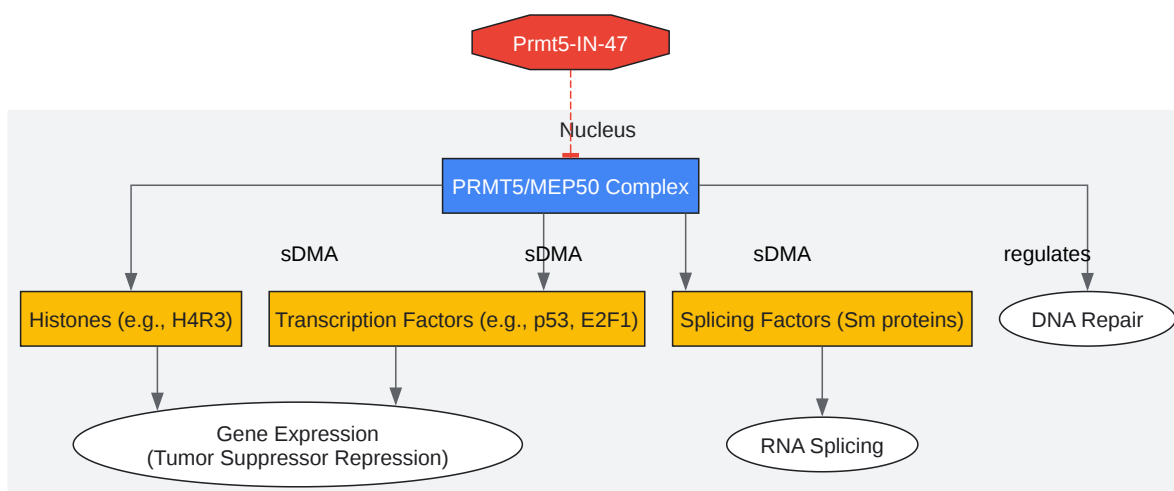 Prmt5-IN-47
Nucleus
PRMT5/MEP50 Complex
sDMA
sDMA
sDMA
regulates
Histones (e.g., H4R3)
Transcription Factors (e.g., p53, E2F1)
Splicing Factors (Sm proteins)
DNA Repair
Gene Expression
(Tumor Suppressor Repression)
RNA Splicing